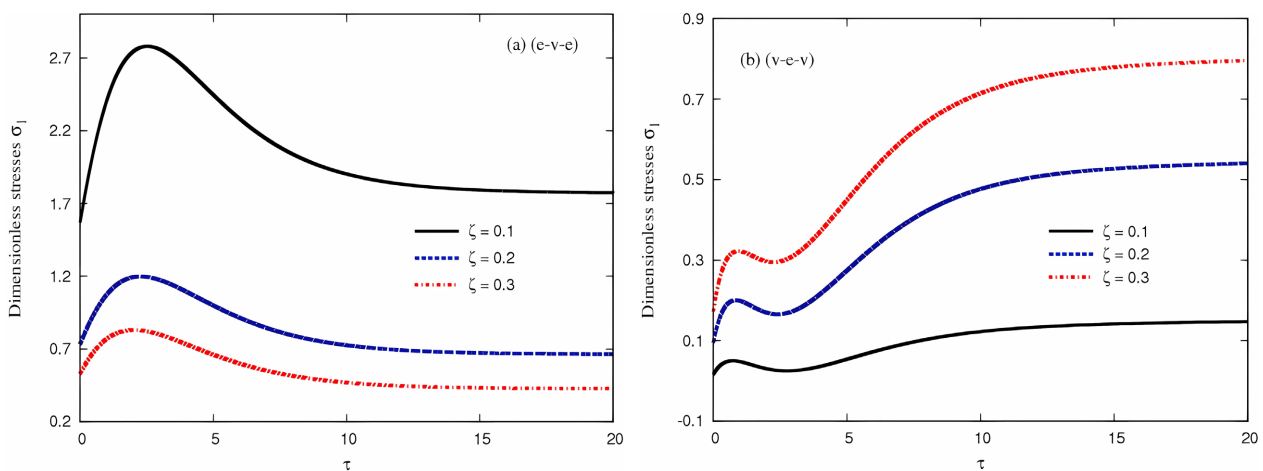 Dimensionless stresses σ1
2.7
2.2
1.7
1.2
0.7
0.2
(a) (e-v-e)
ζ = 0.1
ζ = 0.2
ζ = 0.3
0 5 10 15 20
τ
Dimensionless stresses σ1
0.9
0.7
0.5
0.3
0.1
-0.1
(b) (v-e-v)
ζ = 0.1
ζ = 0.2
ζ = 0.3
0 5 10 15 20
τ